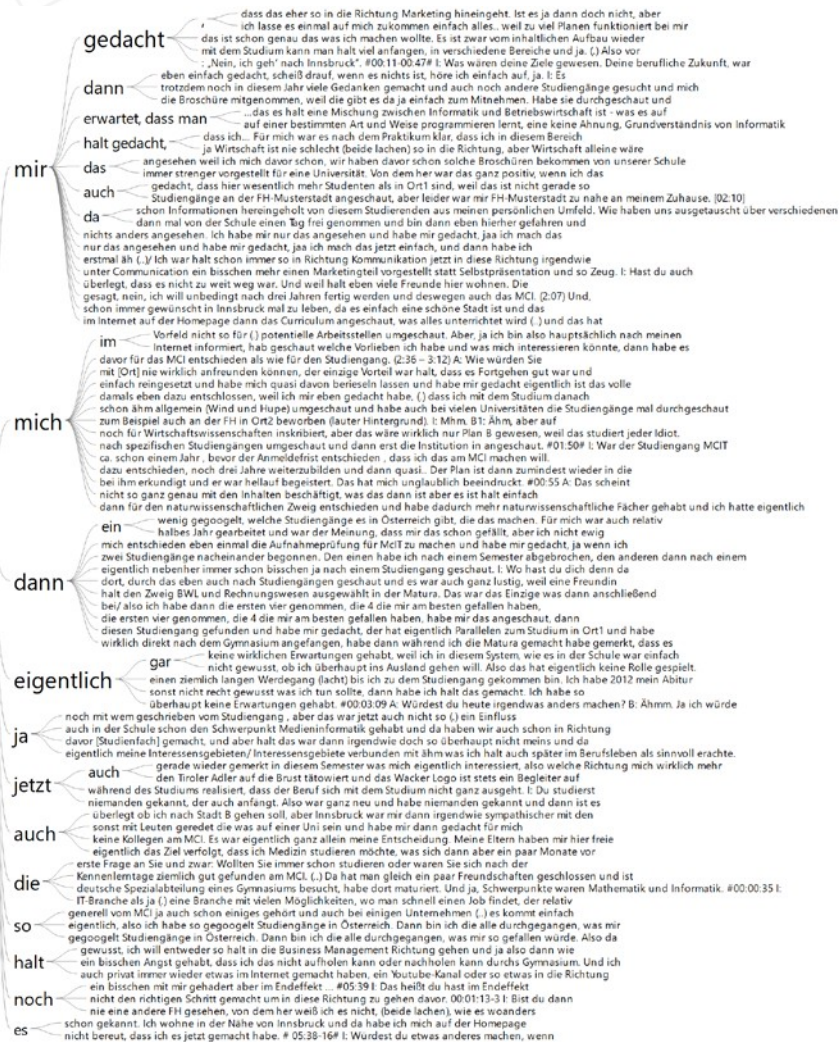 mir
gedacht
dass das eher so in die Richtung Marketing hineingeht. Ist es ja dann doch nicht, aber
, ich lasse es einmal auf mich zukommen einfach alles.. weil zu viel Planen funktioniert bei mir
das ist schon genau das was ich machen wollte. Es ist zwar vom inhaltlichen Aufbau wieder
mit dem Studium kann man halt viel anfangen, in verschiedene Bereiche und ja. (.) Also vor
: „Nein, ich geh' nach Innsbruck“. #00:11-00:47# I: Was wären deine Ziele gewesen. Deine berufliche Zukunft, war
dann
eben einfach gedacht, scheiß drauf, wenn es nichts ist, höre ich einfach auf, ja. I: Es
trotzdem noch in diesem Jahr viele Gedanken gemacht und auch noch andere Studiengänge gesucht und mich
die Broschüre mitgenommen, weil die gibt es da ja einfach zum Mitnehmen. Habe sie durchgeschaut und
erwartet, dass man
...das es halt eine Mischung zwischen Informatik und Betriebswirtschaft ist - was es auf
auf einer bestimmten Art und Weise programmieren lernt, eine keine Ahnung, Grundverständnis von Informatik
halt gedacht,
dass ich... Für mich war es nach dem Praktikum klar, dass ich in diesem Bereich
ja Wirtschaft ist nie schlecht (beide lachen) so in die Richtung, aber Wirtschaft alleine wäre
das
angesehen weil ich mich davor schon, wir haben davor schon solche Broschüren bekommen von unserer Schule
immer strenger vorgestellt für eine Universität. Von dem her war das ganz positiv, wenn ich das
auch
gedacht, dass hier wesentlich mehr Studenten als in Ort1 sind, weil das ist nicht gerade so
Studiengänge an der FH-Musterstadt angeschaut, aber leider war mir FH-Musterstadt zu nahe an meinem Zuhause. [02:10]
da
schon Informationen hereingeholt von diesem Studierenden aus meinen persönlichen Umfeld. Wie haben uns ausgetauscht über verschiedenen
dann mal von der Schule einen Tag frei genommen und bin dann eben hierher gefahren und
nichts anders angesehen. Ich habe mir nur das angesehen und habe mir gedacht, jaa ich mach das
nur das angesehen und habe mir gedacht, jaa ich mach das jetzt einfach, und dann habe ich
erstmal äh (..)/ Ich war halt schon immer so in Richtung Kommunikation jetzt in diese Richtung irgendwie
unter Communication ein bisschen mehr einen Marketingteil vorgestellt statt Selbstpräsentation und so Zeug. I: Hast du auch
überlegt, dass es nicht zu weit weg war. Und weil halt eben viele Freunde hier wohnen. Die
gesagt, nein, ich will unbedingt nach drei Jahren fertig werden und deswegen auch das MCI. (2:07) Und,
schon immer gewünscht in Innsbruck mal zu leben, da es einfach eine schöne Stadt ist und das
im Internet auf der Homepage dann das Curriculum angeschaut, was alles unterrichtet wird (..) und das hat
mich
im
Vorfeld nicht so für (.) potentielle Arbeitsstellen umgeschaut. Aber, ja ich bin also hauptsächlich nach meinen
Internet informiert, hab geschaut welche Vorlieben ich habe und was mich interessieren könnte, dann habe es
davor für das MCI entschieden als wie für den Studiengang. (2:36 – 3:12) A: Wie würden Sie
mit [Ort] nie wirklich anfreunden können, der einzige Vorteil war halt, dass es Fortgehen gut war und
einfach reingesetzt und habe mich quasi davon berieseln lassen und habe mir gedacht eigentlich ist das volle
damals eben dazu entschlossen, weil ich mir eben gedacht habe, (.) dass ich mit dem Studium danach
schon ähm allgemein (Wind und Hupe) umgeschaut und habe auch bei vielen Universitäten die Studiengänge mal durchgeschaut
zum Beispiel auch an der FH in Ort2 beworben (lauter Hintergrund). I: Mhm. B1: Ähm, aber auf
noch für Wirtschaftswissenschaften inskribiert, aber das wäre wirklich nur Plan B gewesen, weil das studiert jeder Idiot.
nach spezifischen Studiengängen umgeschaut und dann erst die Institution in angeschaut. #01:50# I: War der Studiengang MCIT
ca. schon einem Jahr , bevor der Anmeldefrist entschieden , dass ich das am MCI machen will.
dazu entschieden, noch drei Jahre weiterzubilden und dann quasi.. Der Plan ist dann zumindest wieder in die
bei ihm erkundigt und er war hellauf begeistert. Das hat mich unglaublich beeindruckt. #00:55 A: Das scheint
nicht so ganz genau mit den Inhalten beschäftigt, was das dann ist aber es ist halt einfach
dann für den naturwissenschaftlichen Zweig entschieden und habe dadurch mehr naturwissenschaftliche Fächer gehabt und ich hatte eigentlich
dann
ein
wenig gegoogelt, welche Studiengänge es in Österreich gibt, die das machen. Für mich war auch relativ
halbes Jahr gearbeitet und war der Meinung, dass mir das schon gefällt, aber ich nicht ewig
mich entschieden eben einmal die Aufnahmeprüfung für MCIT zu machen und habe mir gedacht, ja wenn ich
zwei Studiengänge nacheinander begonnen. Den einen habe ich nach einem Semester abgebrochen, den anderen dann nach einem
eigentlich nebenher immer schon bisschen ja nach einem Studiengang geschaut. I: Wo hast du dich denn da
dort, durch das eben auch nach Studiengängen geschaut und es war auch ganz lustig, weil eine Freundin
halt den Zweig BWL und Rechnungswesen ausgewählt in der Matura. Das war das Einzige was dann anschließend
bei/ also ich habe dann die ersten vier genommen, die 4 die mir am besten gefallen haben,
die ersten vier genommen, die 4 die mir am besten gefallen haben, habe mir das angeschaut, dann
diesen Studiengang gefunden und habe mir gedacht, der hat eigentlich Parallelen zum Studium in Ort1 und habe
wirklich direkt nach dem Gymnasium angefangen, habe dann während ich die Matura gemacht habe gemerkt, dass es
eigentlich
gar
keine wirklichen Erwartungen gehabt, weil ich in diesem System, wie es in der Schule war einfach
nicht gewusst, ob ich überhaupt ins Ausland gehen will. Also das hat eigentlich keine Rolle gespielt.
einen ziemlich langen Werdegang (lacht) bis ich zu dem Studiengang gekommen bin. Ich habe 2012 mein Abitur
sonst nicht recht gewusst was ich tun sollte, dann habe ich halt das gemacht. Ich habe so
überhaupt keine Erwartungen gehabt. #00:03:09 A: Würdest du heute irgendwas anders machen? B: Ähmm. Ja ich würde
ja
noch mit wem geschrieben vom Studiengang , aber das war jetzt auch nicht so (.) ein Einfluss
auch in der Schule schon den Schwerpunkt Medieninformatik gehabt und da haben wir auch schon in Richtung
davor [Studienfach] gemacht, und aber halt das war dann irgendwie doch so überhaupt nicht meins und da
eigentlich meine Interessensgebieten/ Interessensgebiete verbunden mit ähm was ich halt auch später im Berufsleben als sinnvoll erachte.
jetzt
auch
gerade wieder gemerkt in diesem Semester was mich eigentlich interessiert, also welche Richtung mich wirklich mehr
den Tiroler Adler auf die Brust tätowiert und das Wacker Logo ist stets ein Begleiter auf
während des Studiums realisiert, dass der Beruf sich mit dem Studium nicht ganz ausgeht. I: Du studierst
niemanden gekannt, der auch anfängt. Also war ganz neu und habe niemanden gekannt und dann ist es
auch
überlegt ob ich nach Stadt B gehen soll, aber Innsbruck war mir dann irgendwie sympathischer mit den
sonst mit Leuten geredet die was auf einer Uni sein und habe mir dann gedacht für mich
keine Kollegen am MCI. Es war eigentlich ganz allein meine Entscheidung. Meine Eltern haben mir hier freie
eigentlich das Ziel verfolgt, dass ich Medizin studieren möchte, was sich dann aber ein paar Monate vor
die
erste Frage an Sie und zwar: Wollten Sie immer schon studieren oder waren Sie sich nach der
Kennenlerntage ziemlich gut gefunden am MCI. (..) Da hat man gleich ein paar Freundschaften geschlossen und ist
deutsche Spezialabteilung eines Gymnasiums besucht, habe dort maturiert. Und ja, Schwerpunkte waren Mathematik und Informatik. #00:00:35 I:
IT-Branche als ja (.) eine Branche mit vielen Möglichkeiten, wo man schnell einen Job findet, der relativ
so
generell vom MCI ja auch schon einiges gehört und auch bei einigen Unternehmen (..) es kommt einfach
eigentlich, also ich habe so gegoogelt Studiengänge in Österreich. Dann bin ich die alle durchgegangen, was mir
gegoogelt Studiengänge in Österreich. Dann bin ich die alle durchgegangen, was mir so gefallen würde. Also da
halt
gewusst, ich will entweder so halt in die Business Management Richtung gehen und ja also dann wie
ein bisschen Angst gehabt, dass ich das nicht aufholen kann oder nachholen kann durchs Gymnasium. Und ich
auch privat immer wieder etwas im Internet gemacht haben, ein Youtube-Kanal oder so etwas in die Richtung
noch
ein bisschen mit mir gehadert aber im Endeffekt ... #05:39 I: Das heißt du hast im Endeffekt
nicht den richtigen Schritt gemacht um in diese Richtung zu gehen davor. 00:01:13-3 I: Bist du dann
nie eine andere FH gesehen, von dem her weiß ich es nicht, (beide lachen), wie es woanders
es
schon gekannt. Ich wohne in der Nähe von Innsbruck und da habe ich mich auf der Homepage
nicht bereut, dass ich es jetzt gemacht habe. # 05:38-16# I: Würdest du etwas anderes machen, wenn